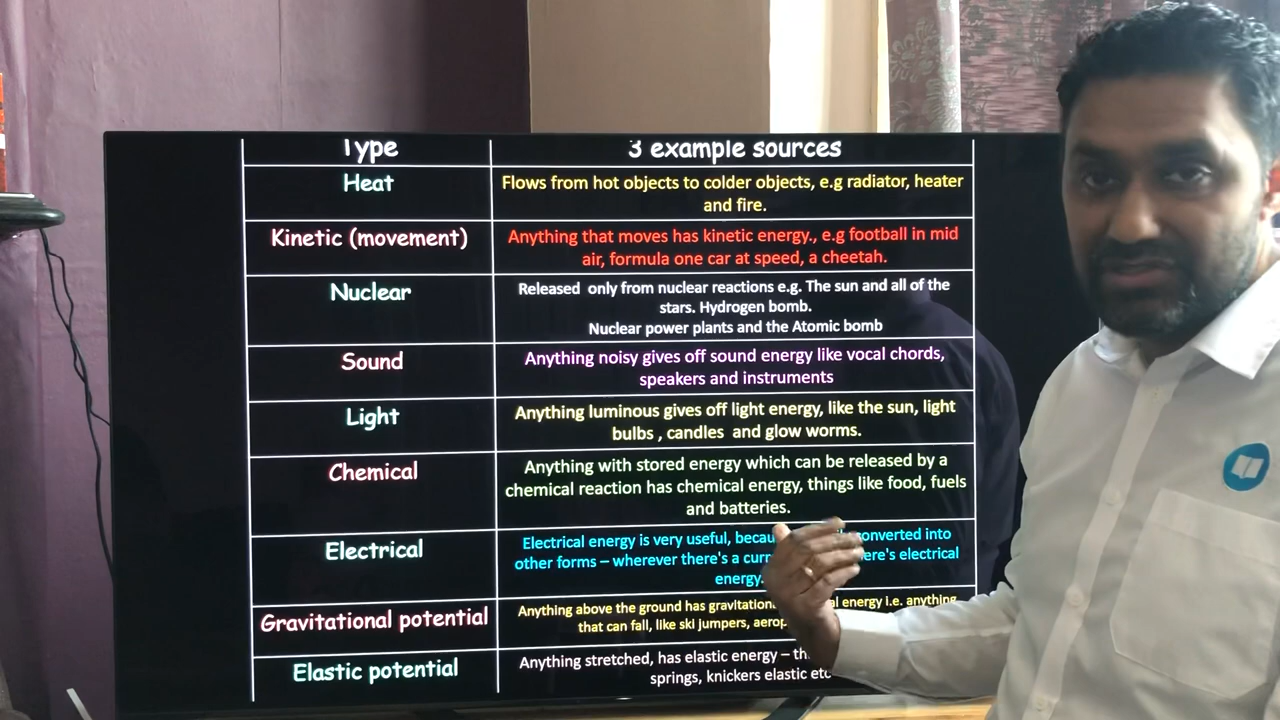 Type
3 example sources
Heat
Flows from hot objects to colder objects, e.g radiator, heater
and fire.
Kinetic (movement)
Anything that moves has kinetic energy., e.g football in mid
air, formula one car at speed, a cheetah.
Nuclear
Released only from nuclear reactions e.g. The sun and all of the
stars. Hydrogen bomb.
Nuclear power plants and the Atomic bomb
Sound
Anything noisy gives off sound energy like vocal chords,
speakers and instruments
Light
Anything luminous gives off light energy, like the sun, light
bulbs , candles and glow worms.
Chemical
Anything with stored energy which can be released by a
chemical reaction has chemical energy, things like food, fuels
and batteries.
Electrical
Electrical energy is very useful, converted into
other forms – wherever there's a electrical
energy.
Gravitational potential
Anything above the ground has energy i.e. anything
that can fall, like ski jumpers,
Elastic potential
Anything stretched, has elastic energy –
springs, knickers elastic etc